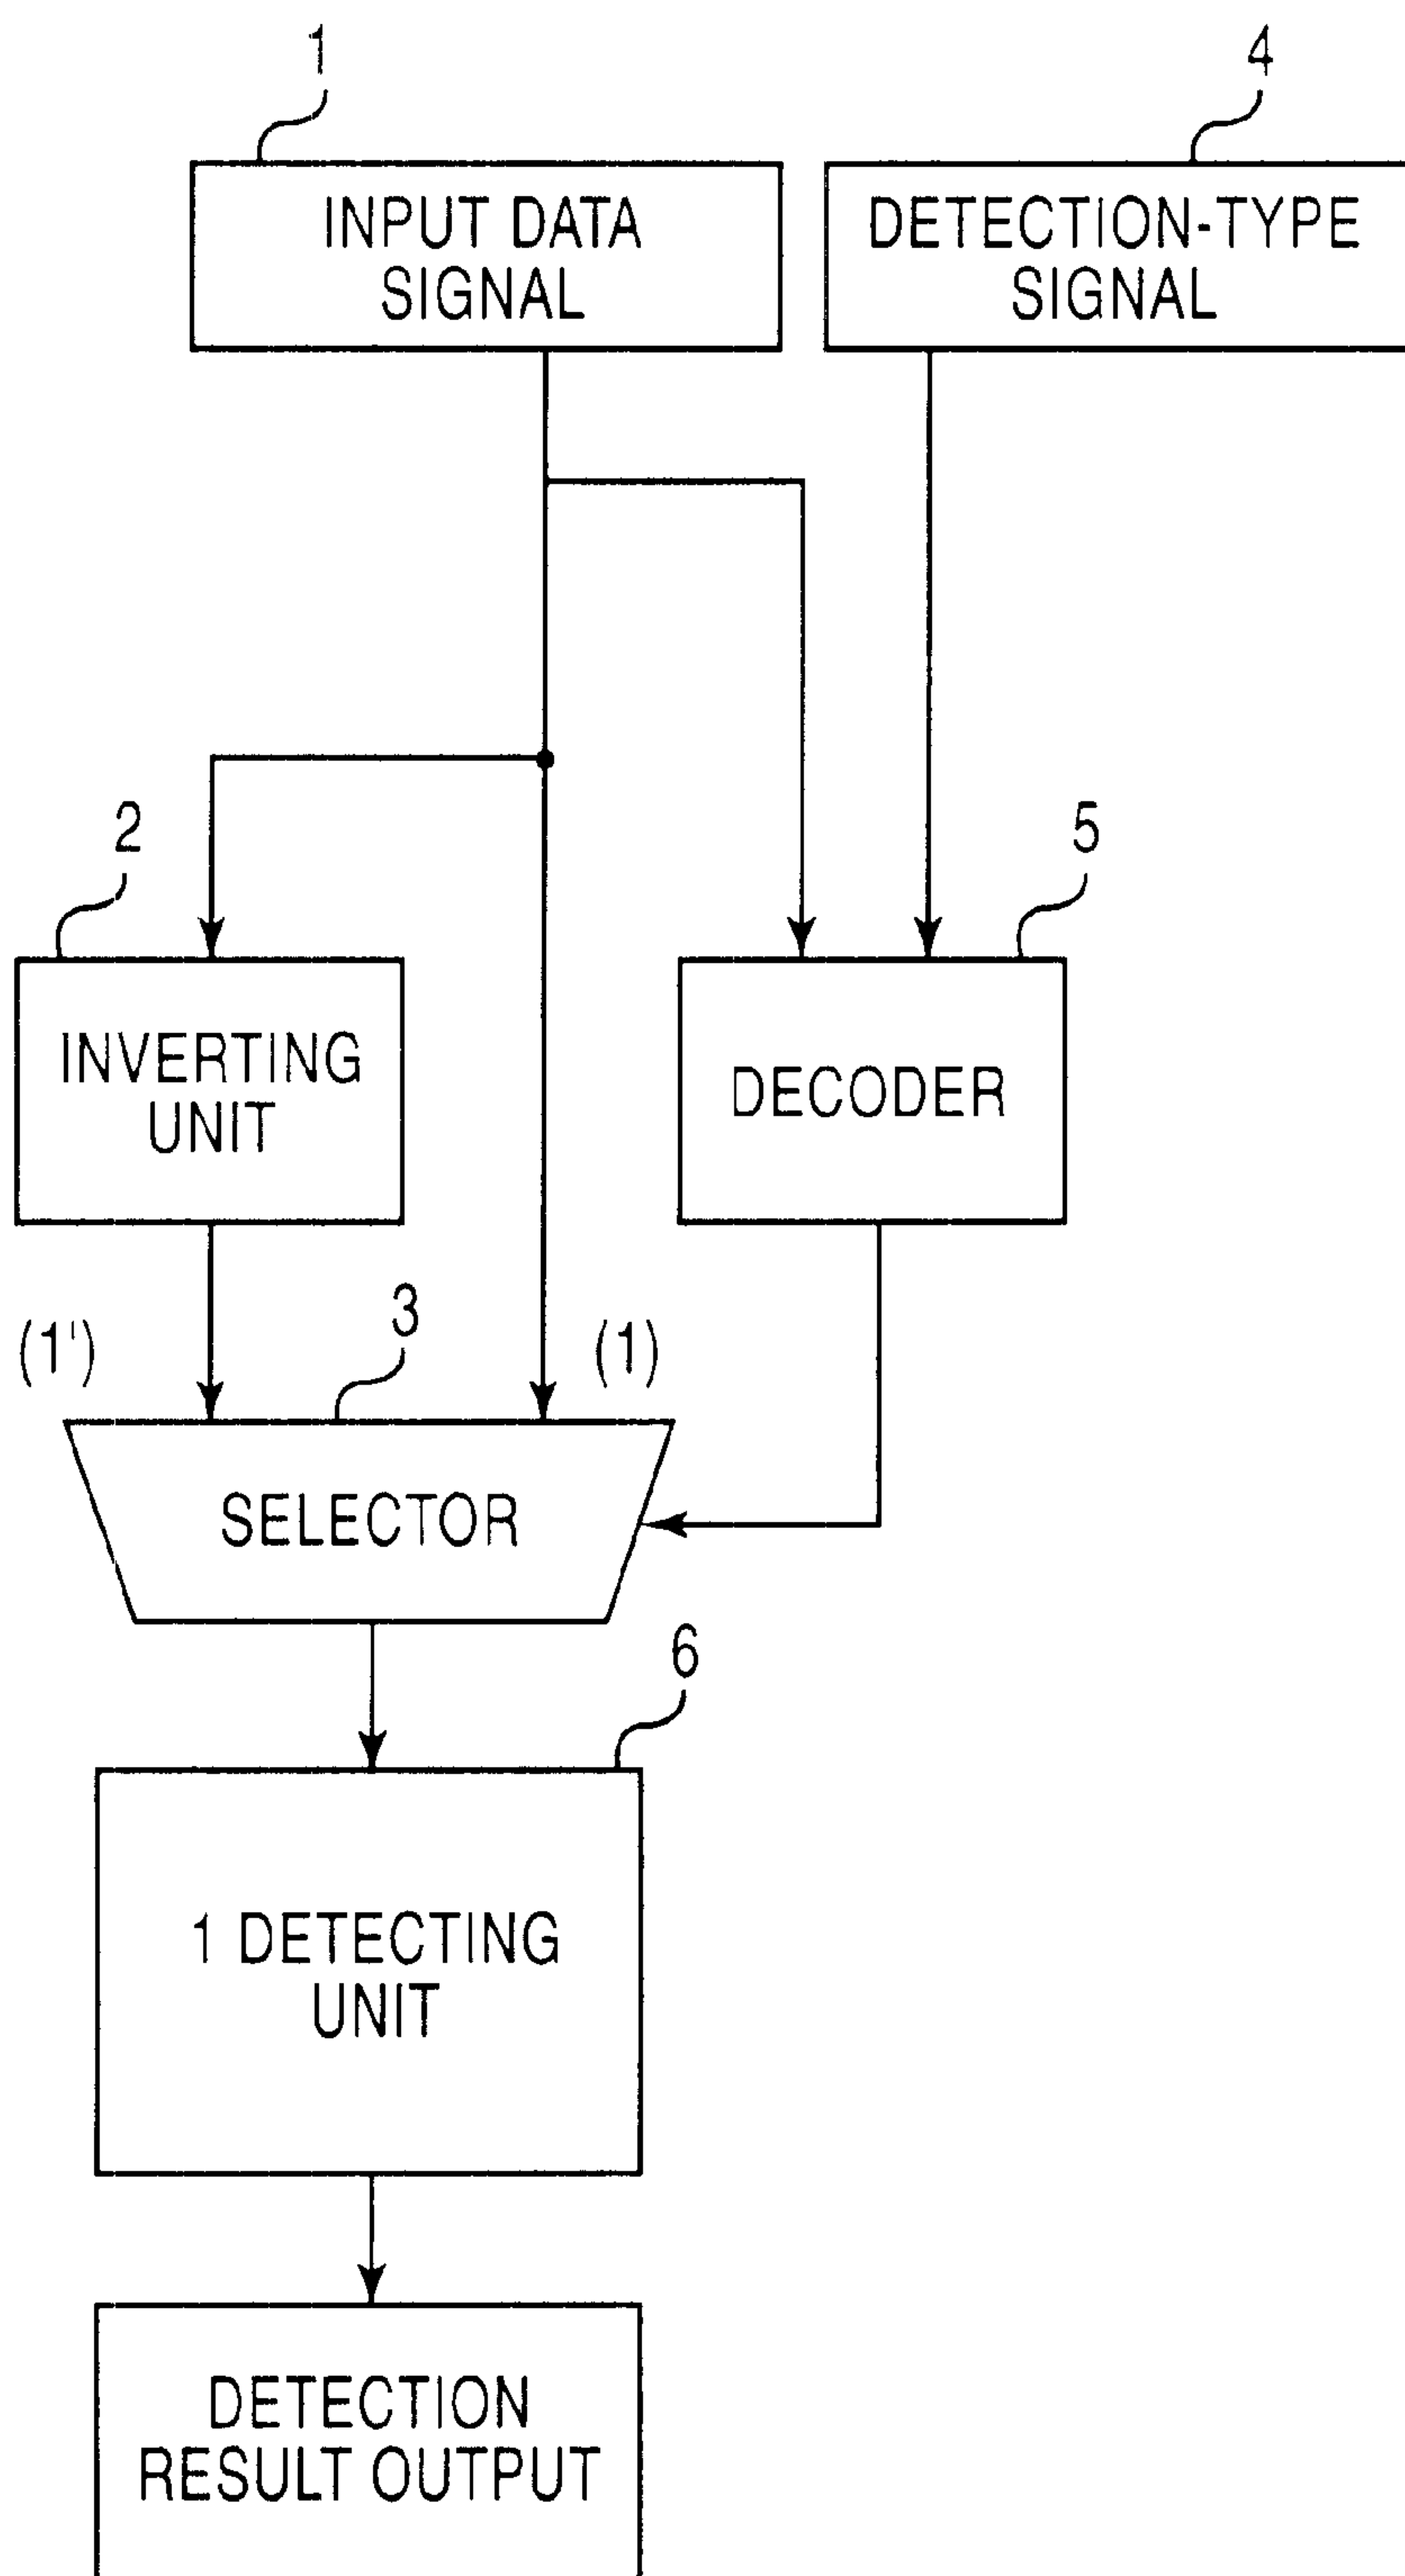 1
4
INPUT DATA
SIGNAL
DETECTION-TYPE
SIGNAL
2
5
INVERTING
UNIT
DECODER
(1')
3
(1)
SELECTOR
6
1 DETECTING
UNIT
DETECTION
RESULT OUTPUT